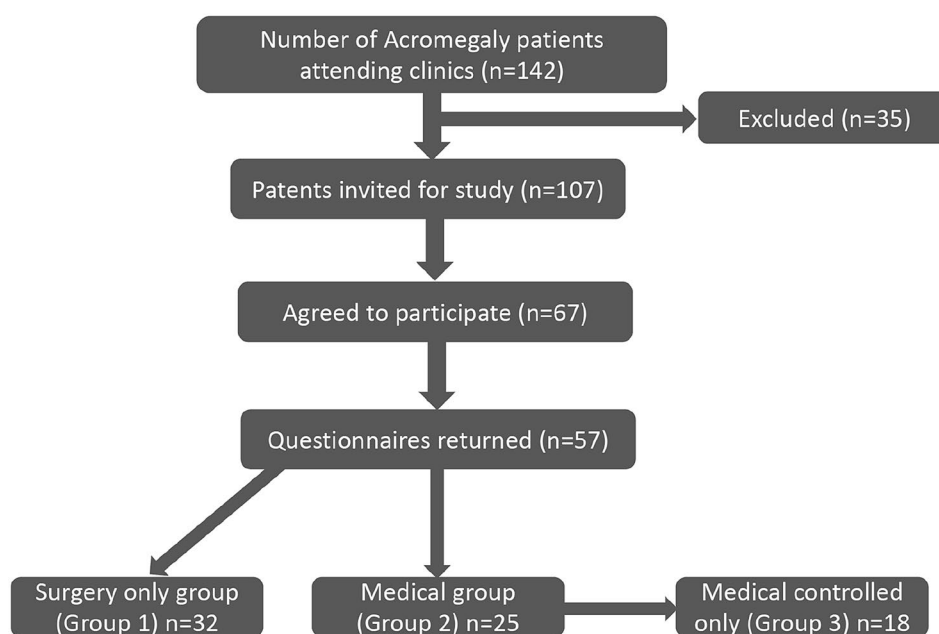 Number of Acromegaly patients
attending clinics (n=142)
Excluded (n=35)
Patents invited for study (n=107)
Agreed to participate (n=67)
Questionnaires returned (n=57)
Surgery only group
(Group 1) n=32
Medical group
(Group 2) n=25
Medical controlled
only (Group 3) n=18